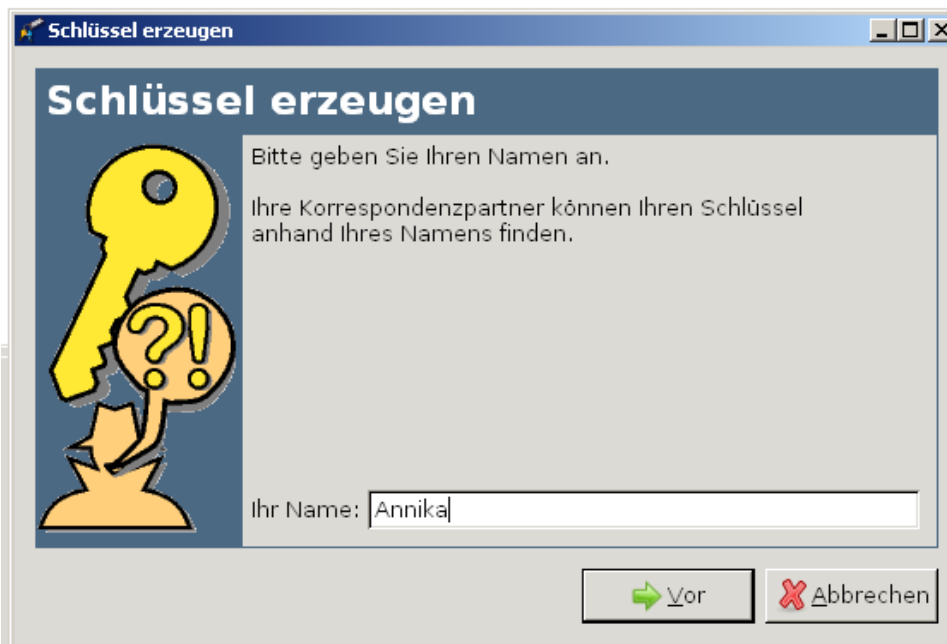 Schlüssel erzeugen
Schlüssel erzeugen
Bitte geben Sie Ihren Namen an.
Ihre Korrespondenzpartner können Ihren Schlüssel
anhand Ihres Namens finden.
?!
Ihr Name: Annika
Vor Abbrechen